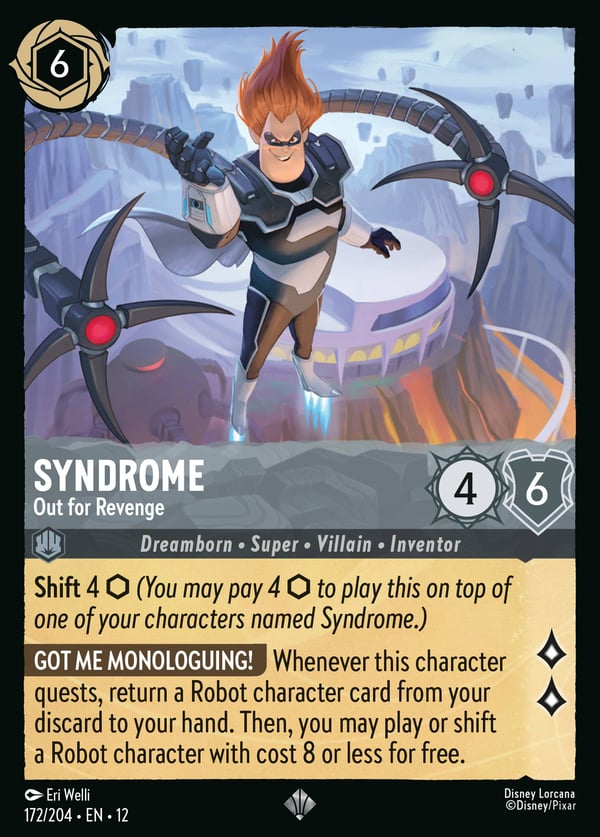 6
SYNDROME
Out for Revenge
4
6
Dreamborn • Super • Villain • Inventor
Shift 4 ⬡ (You may pay 4 ⬡ to play this on top of
one of your characters named Syndrome.)
GOT ME MONOLOGUING! Whenever this character
quests, return a Robot character card from your
discard to your hand. Then, you may play or shift
a Robot character with cost 8 or less for free.
Eri Welli
172/204 • EN • 12
Disney Lorcana
©Disney/Pixar